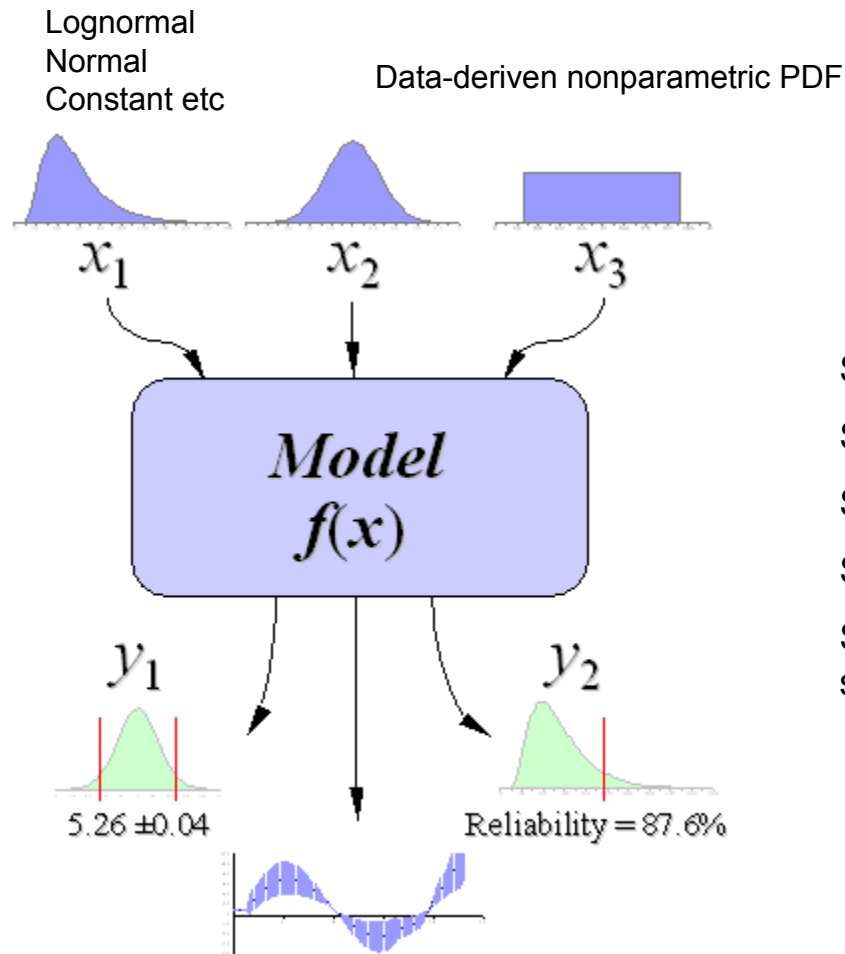 Lognormal
Normal
Constant etc
Data-deriven nonparametric PDF
x1 x2 x3
Model
f(x)
y1 y2
5.26 ±0.04 Reliability = 87.6%